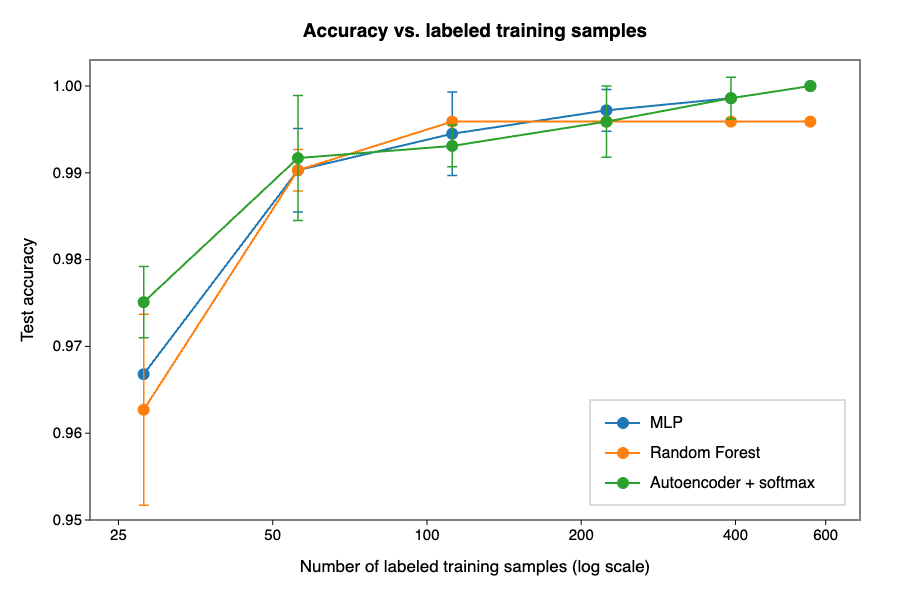 Accuracy vs. labeled training samples
1.00
0.99
0.98
0.97
0.96
0.95
Test accuracy
MLP
Random Forest
Autoencoder + softmax
25 50 100 200 400 600
Number of labeled training samples (log scale)